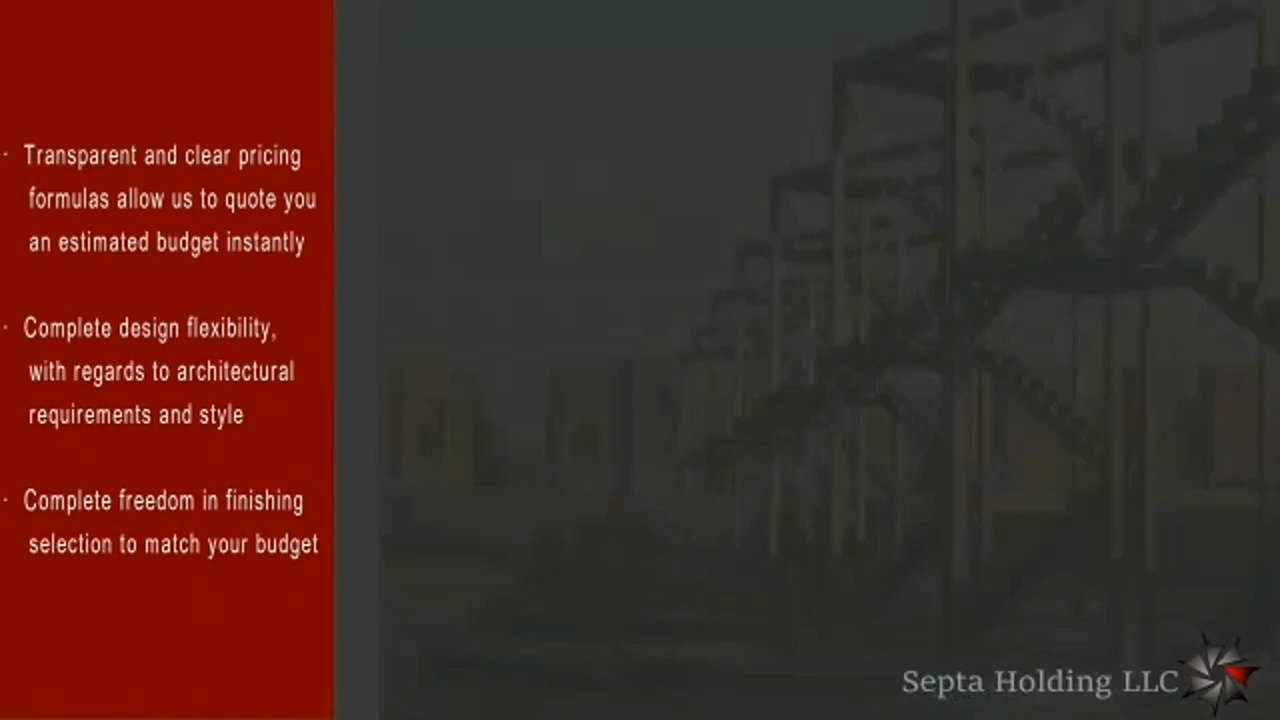 · Transparent and clear pricing
formulas allow us to quote you
an estimated budget instantly
· Complete design flexibility,
with regards to architectural
requirements and style
· Complete freedom in finishing
selection to match your budget
Septa Holding LLC